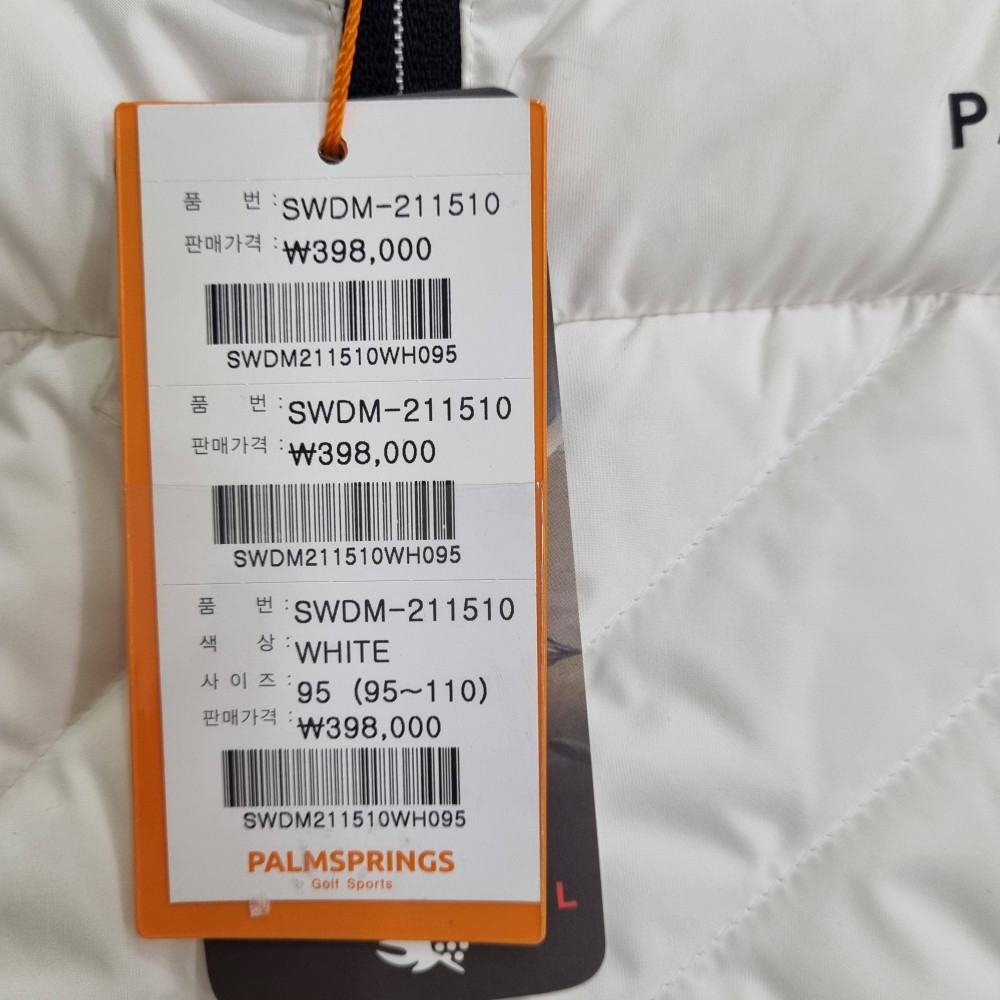 품 번 : SWDM-211510
판매가격 : ₩398,000
SWDM211510WH095
품 번 : SWDM-211510
판매가격 : ₩398,000
SWDM211510WH095
품 번 : SWDM-211510
색 상 : WHITE
사 이 즈 : 95 (95~110)
판매가격 : ₩398,000
SWDM211510WH095
PALMSPRINGS
Golf Sports
L
P